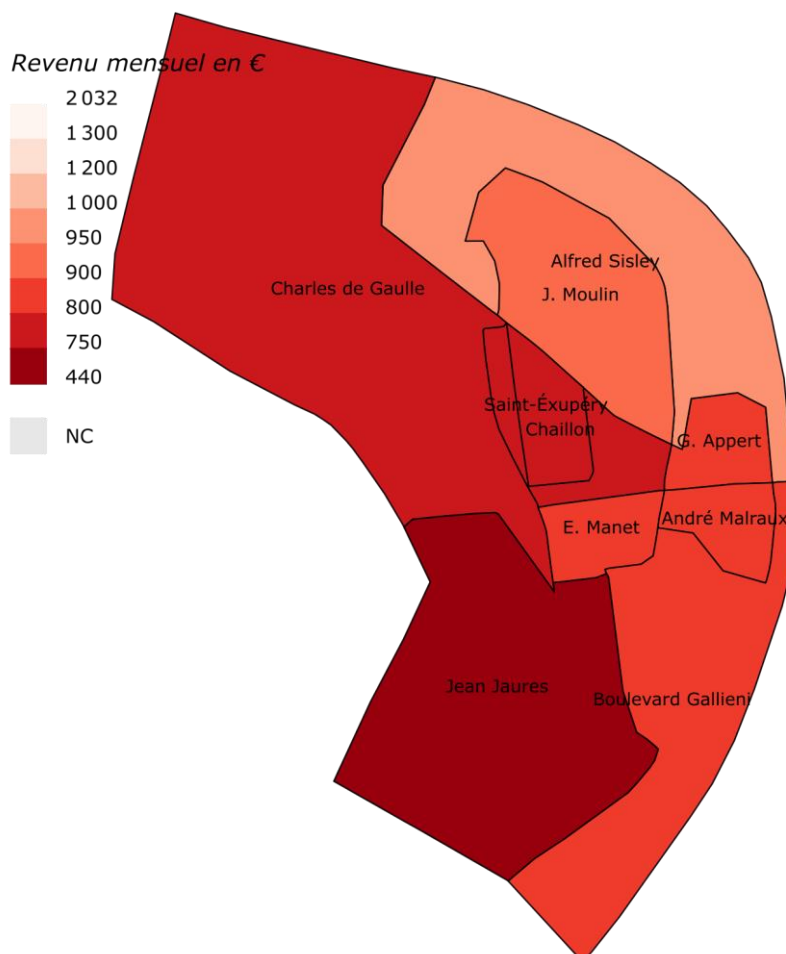 Revenu mensuel en €
2 032
1 300
1 200
1 000
950
900
800
750
440
NC
Alfred Sisley
Charles de Gaulle
J. Moulin
Saint-Éxupéry
Chaillon
G. Appert
André Malraux
E. Manet
Jean Jaures
Boulevard Gallieni